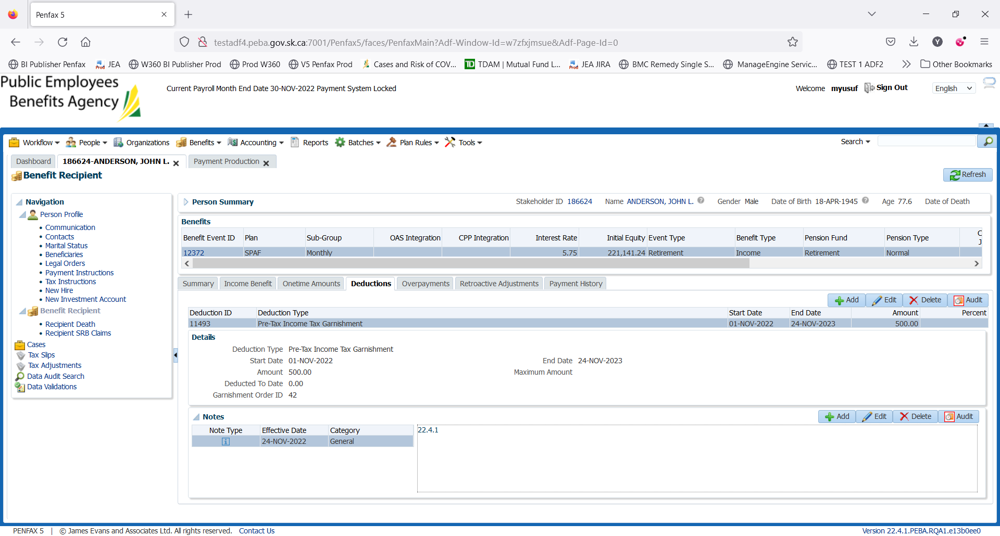 Penfax 5
testadf4.peba.gov.sk.ca:7001/Penfax5/faces/PenfaxMain?Adf-Window-Id=w7zfxjmsue&Adf-Page-Id=0
BI Publisher Penfax JEA W360 BI Publisher Prod Prod W360 V5 Penfax Prod Cases and Risk of COV... TDAM | Mutual Fund L... JEA JIRA BMC Remedy Single S... ManageEngine Servic... TEST 1 ADF2 Other Bookmarks
Public Employees
Benefits Agency
Current Payroll Month End Date 30-NOV-2022 Payment System Locked
Welcome myusuf Sign Out English
Workflow People Organizations Benefits Accounting Reports Batches Plan Rules Tools Search
Dashboard 186624-ANDERSON, JOHN L. Payment Production
Benefit Recipient Refresh
Navigation
Person Profile
Communication
Contacts
Marital Status
Beneficiaries
Legal Orders
Payment Instructions
Tax Instructions
New Hire
New Investment Account
Benefit Recipient
Recipient Death
Recipient SRB Claims
Cases
Tax Slips
Tax Adjustments
Data Audit Search
Data Validations
Person Summary Stakeholder ID 186624 Name ANDERSON, JOHN L. Gender Male Date of Birth 18-APR-1945 Age 77.6 Date of Death
Benefits
Benefit Event ID Plan Sub-Group OAS Integration CPP Integration Interest Rate Initial Equity Event Type Benefit Type Pension Fund Pension Type
12372 SPAF Monthly 5.75 221,141.24 Retirement Income Retirement Normal
Summary Income Benefit Onetime Amounts Deductions Overpayments Retroactive Adjustments Payment History
Add Edit Delete Audit
Deduction ID Deduction Type Start Date End Date Amount Percent
11493 Pre-Tax Income Tax Garnishment 01-NOV-2022 24-NOV-2023 500.00
Details
Deduction Type Pre-Tax Income Tax Garnishment
Start Date 01-NOV-2022 End Date 24-NOV-2023
Amount 500.00 Maximum Amount
Deducted To Date 0.00
Garnishment Order ID 42
Notes Add Edit Delete Audit
Note Type Effective Date Category
24-NOV-2022 General
22.4.1
PENFAX 5 | © James Evans and Associates Ltd. All rights reserved. Contact Us
Version 22.4.1.PEBA.RQA1.e13b0ee0